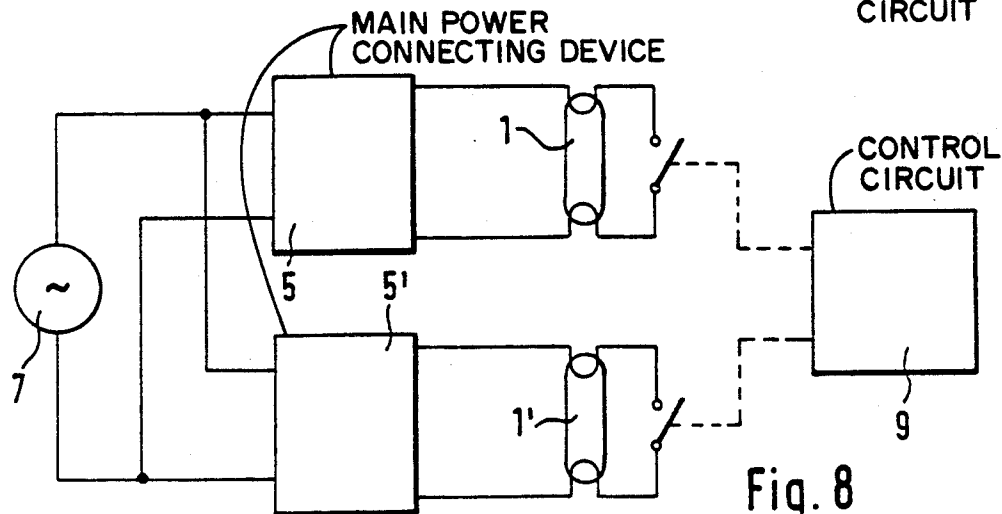 CIRCUIT
MAIN POWER
CONNECTING DEVICE
1
CONTROL
CIRCUIT
5
5'
~
7
1'
9
Fig. 8